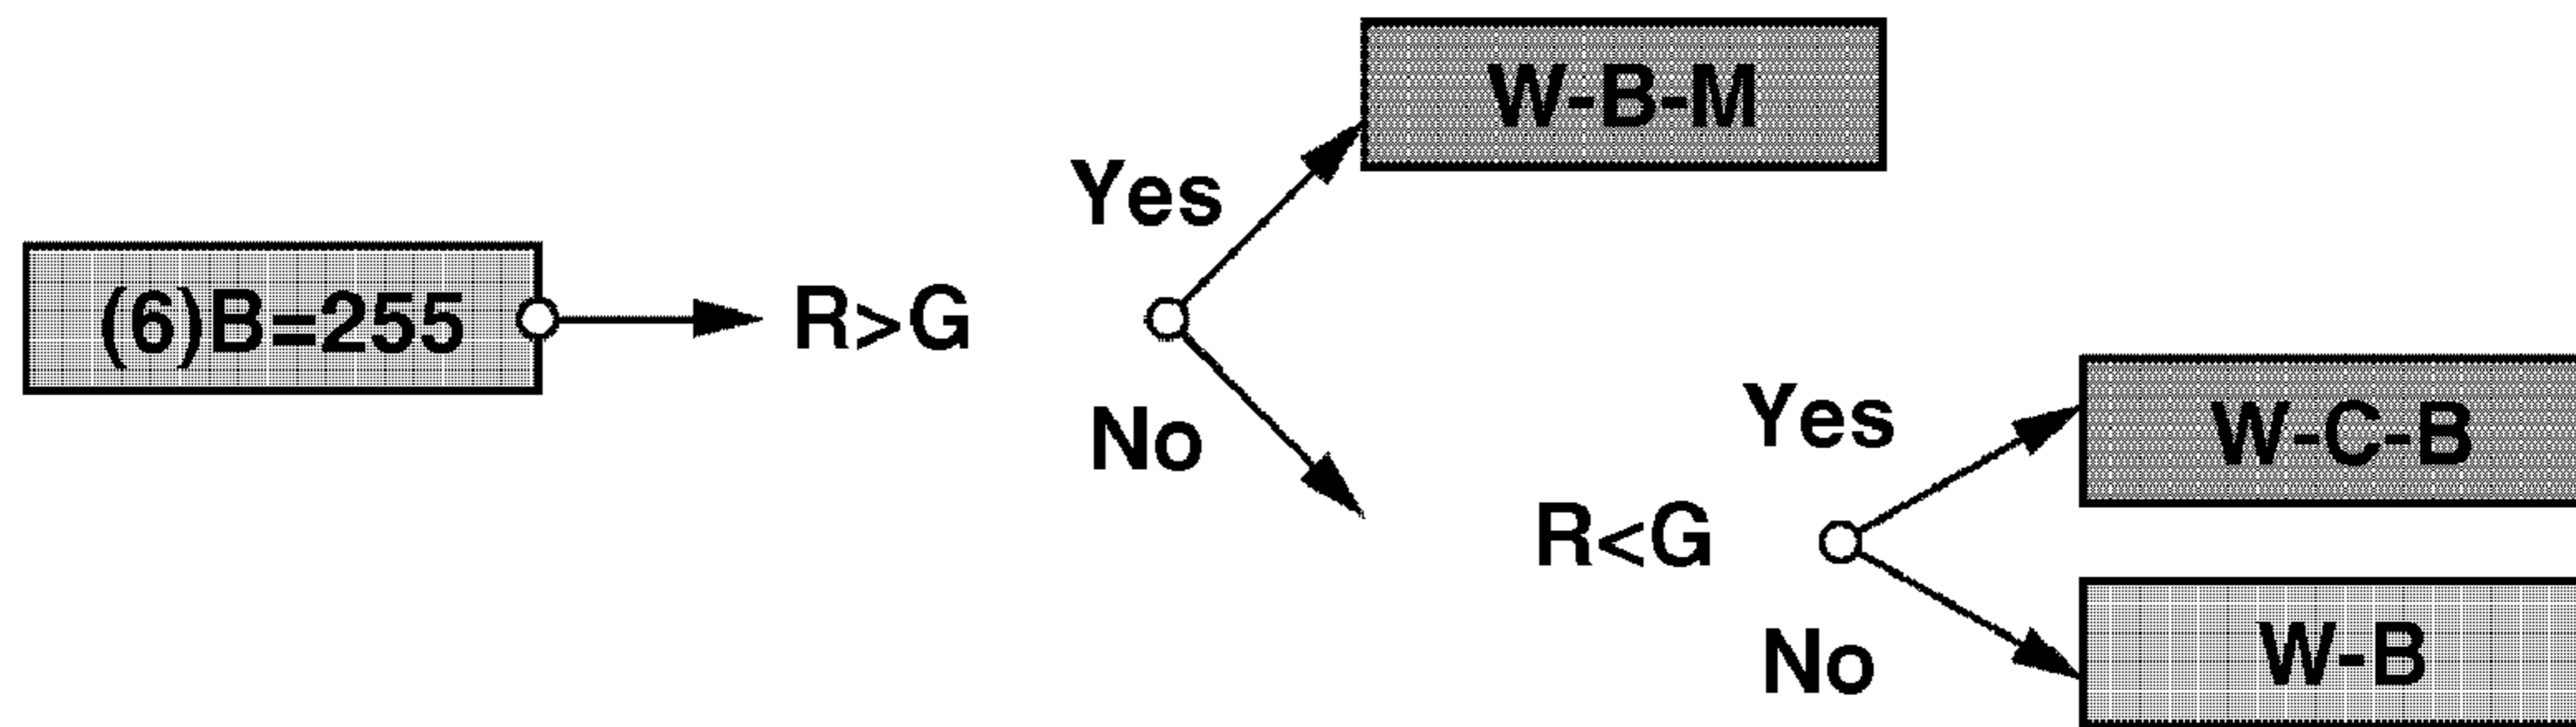 W-B-M
Yes
(6)B=255
R>G
No
Yes
W-C-B
R<G
No
W-B